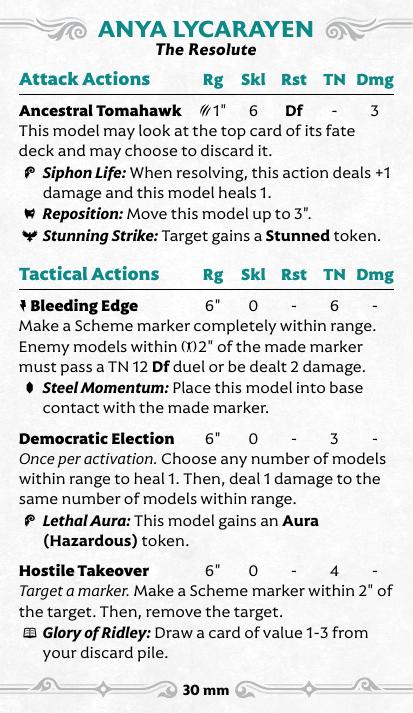 ANYA LYCARAYEN
The Resolute
Attack Actions Rg Skl Rst TN Dmg
Ancestral Tomahawk 1" 6 Df - 3
This model may look at the top card of its fate
deck and may choose to discard it.
Siphon Life: When resolving, this action deals +1
damage and this model heals 1.
Reposition: Move this model up to 3".
Stunning Strike: Target gains a Stunned token.
Tactical Actions Rg Skl Rst TN Dmg
Bleeding Edge 6" 0 - 6 -
Make a Scheme marker completely within range.
Enemy models within 2" of the made marker
must pass a TN 12 Df duel or be dealt 2 damage.
Steel Momentum: Place this model into base
contact with the made marker.
Democratic Election 6" 0 - 3 -
Once per activation. Choose any number of models
within range to heal 1. Then, deal 1 damage to the
same number of models within range.
Lethal Aura: This model gains an Aura
(Hazardous) token.
Hostile Takeover 6" 0 - 4 -
Target a marker. Make a Scheme marker within 2" of
the target. Then, remove the target.
Glory of Ridley: Draw a card of value 1-3 from
your discard pile.
30 mm